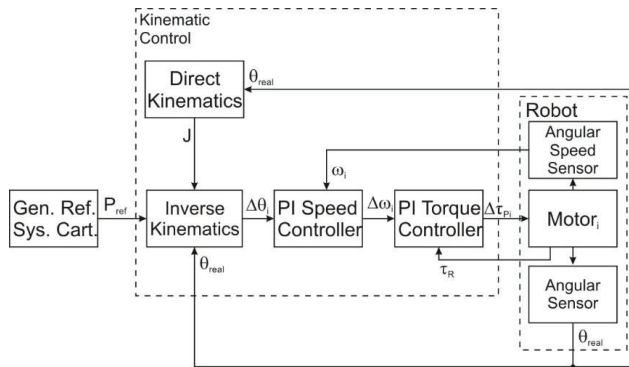 Kinematic
Control
Direct
Kinematics
θreal
J
Robot
Angular
Speed
Sensor
ωi
Gen. Ref.
Sys. Cart.
Pref
Inverse
Kinematics
Δθi
PI Speed
Controller
Δωi
PI Torque
Controller
ΔτPi
Motori
θreal
τR
Angular
Sensor
θreal